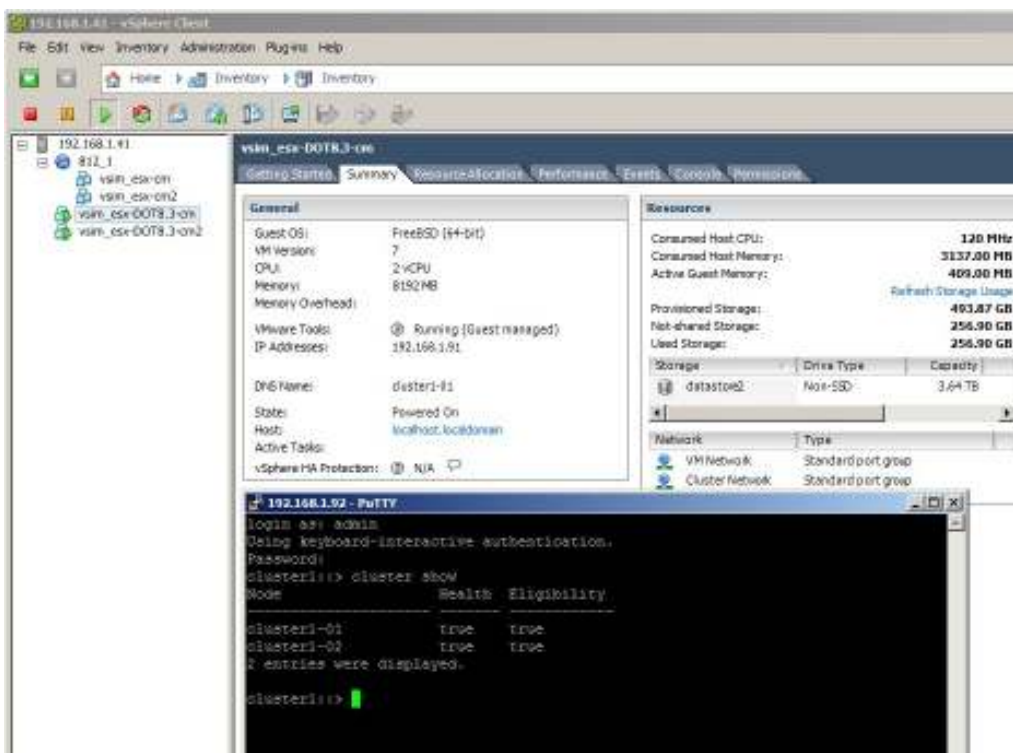 192.168.1.41 - vSphere Client
File Edit View Inventory Administration Plug-ins Help
Home Inventory Inventory
192.168.1.41
812_1
vsim_esx-cm
vsim_esx-cm2
vsim_esx-DOT8.3-cm
vsim_esx-DOT8.3-cm2
vsim_esx-DOT8.3-cm
Getting Started Summary Resource Allocation Performance Events Console Permissions
General
Guest OS: FreeBSD (64-bit)
VM Version: 7
CPU: 2 vCPU
Memory: 8192 MB
Memory Overhead:
VMware Tools: Running (Guest managed)
IP Addresses: 192.168.1.91
DNS Name: cluster1-01
State: Powered On
Host: localhost.localdomain
Active Tasks:
vSphere HA Protection: N/A
Resources
Consumed Host CPU: 120 MHz
Consumed Host Memory: 3137.00 MB
Active Guest Memory: 409.00 MB
Refresh Storage Usage
Provisioned Storage: 493.87 GB
Not-shared Storage: 256.90 GB
Used Storage: 256.90 GB
Storage Drive Type Capacity
datastore2 Non-SSD 3.64 TB
Network Type
VM Network Standard port group
Cluster Network Standard port group
192.168.1.92 - PuTTY
login as: admin
Using keyboard-interactive authentication.
Password:
cluster1::> cluster show
Node Health Eligibility
cluster1-01 true true
cluster1-02 true true
2 entries were displayed.
cluster1::>